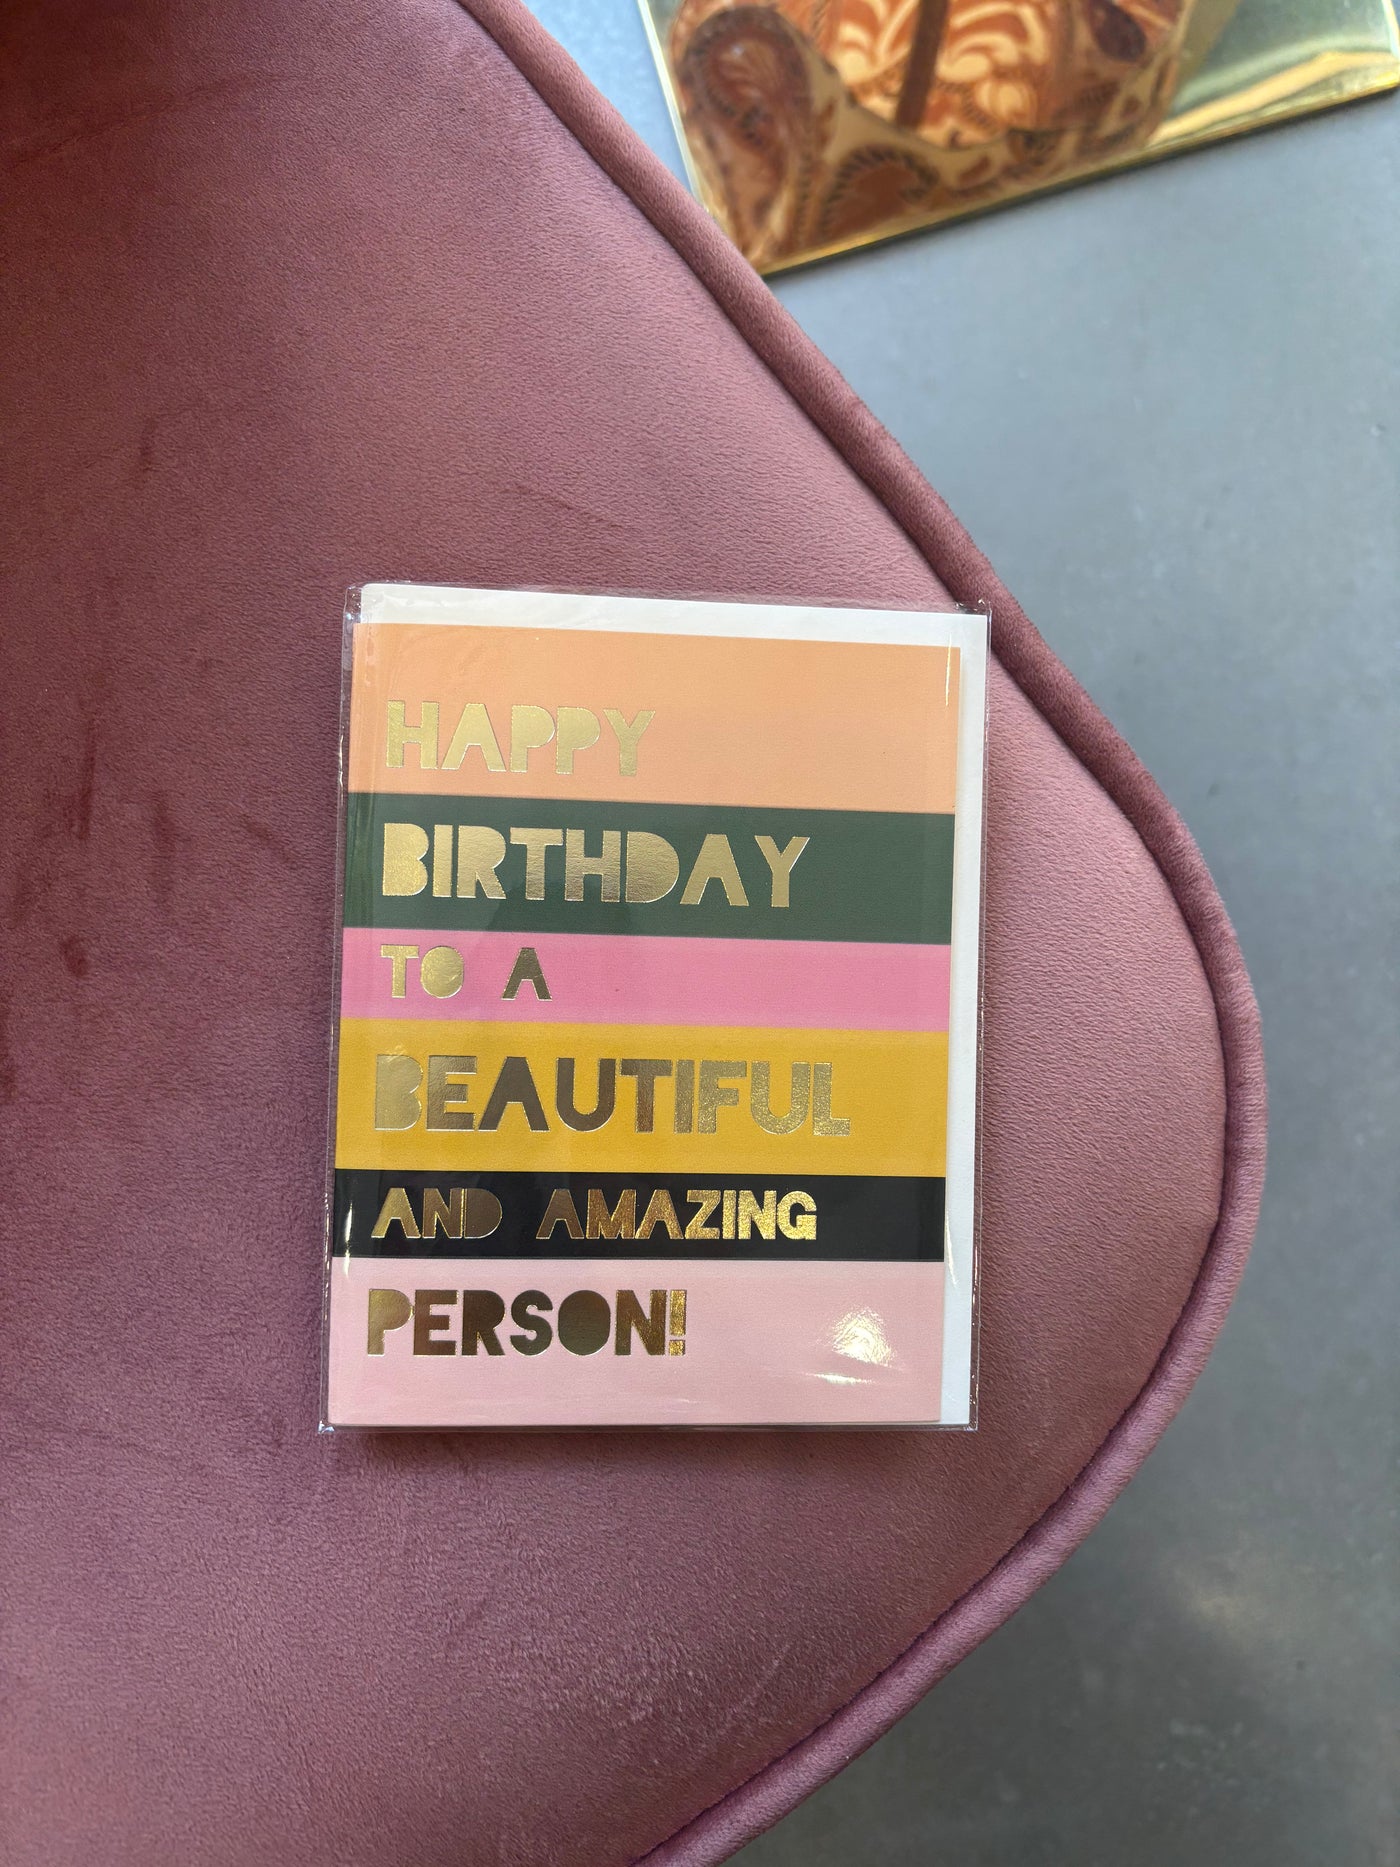 HAPPY
BIRTHDAY
TO A
BEAUTIFUL
AND AMAZING
PERSON!